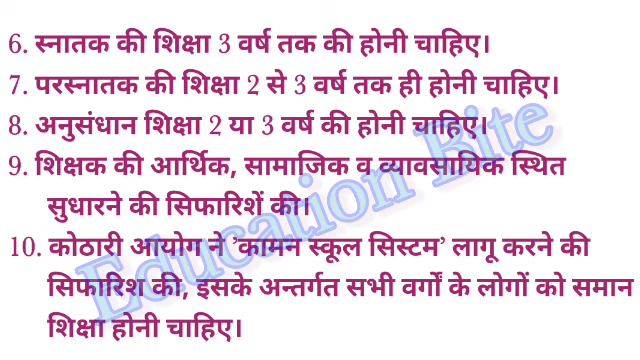 6. स्नातक की शिक्षा 3 वर्ष तक की होनी चाहिए।
7. परस्नातक की शिक्षा 2 से 3 वर्ष तक ही होनी चाहिए।
8. अनुसंधान शिक्षा 2 या 3 वर्ष की होनी चाहिए।
9. शिक्षक की आर्थिक, सामाजिक व व्यावसायिक स्थित
सुधारने की सिफारिशें की।
10. कोठारी आयोग ने ’कामन स्कूल सिस्टम’ लागू करने की
सिफारिश की, इसके अन्तर्गत सभी वर्गों के लोगों को समान
शिक्षा होनी चाहिए।
Education Bite